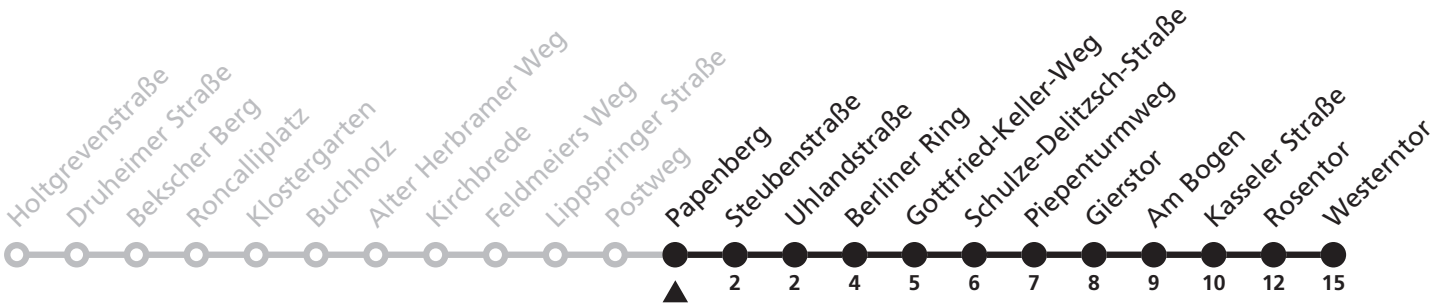 Holtgrevenstraße
Druheimer Straße
Bekscher Berg
Roncalliplatz
Klostergarten
Buchholz
Alter Herbramer Weg
Kirchbrede
Feldmeiers Weg
Lippspringer Straße
Postweg
Papenberg
Steubenstraße
Uhlandstraße
Berliner Ring
Gottfried-Keller-Weg
Schulze-Delitzsch-Straße
Piepenturmweg
Gierstor
Am Bogen
Kasseler Straße
Rosentor
Westerntor
2 2 4 5 6 7 8 9 10 12 15